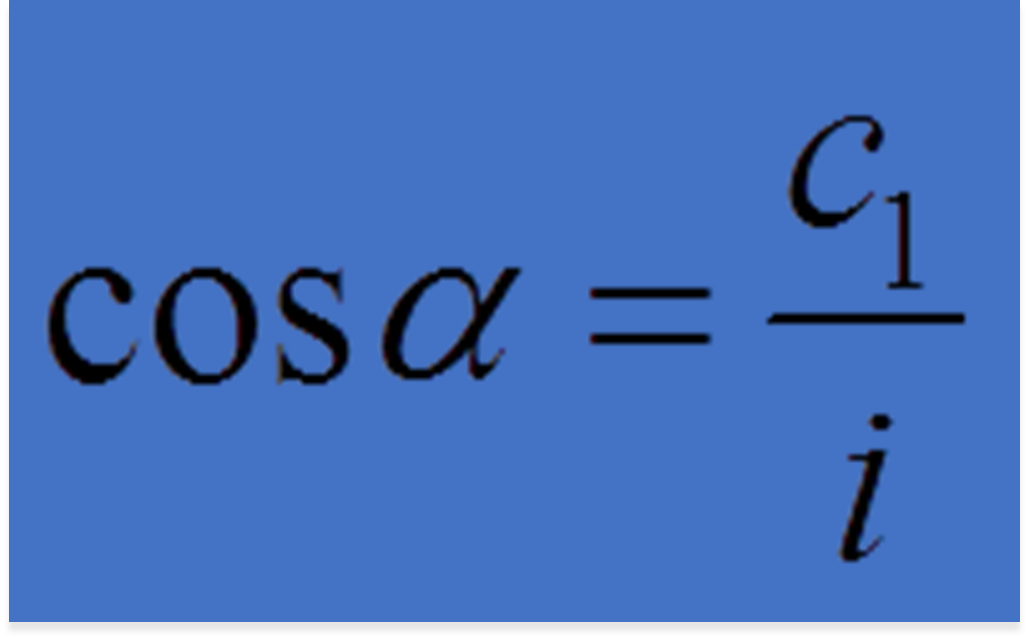 cos α = c₁ / i